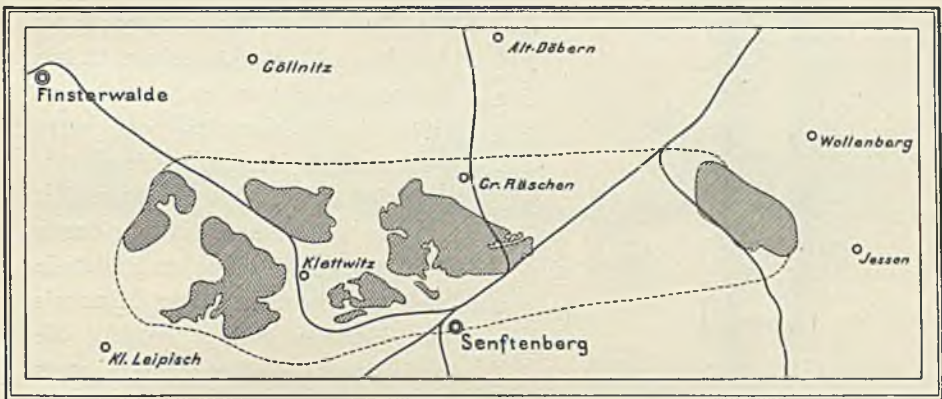 Alt-Döbern
Göllnitz
Finsterwalde
Wollenberg
Gr. Räschen
Jessen
Klettwitz
Senftenberg
Kl. Leipisch